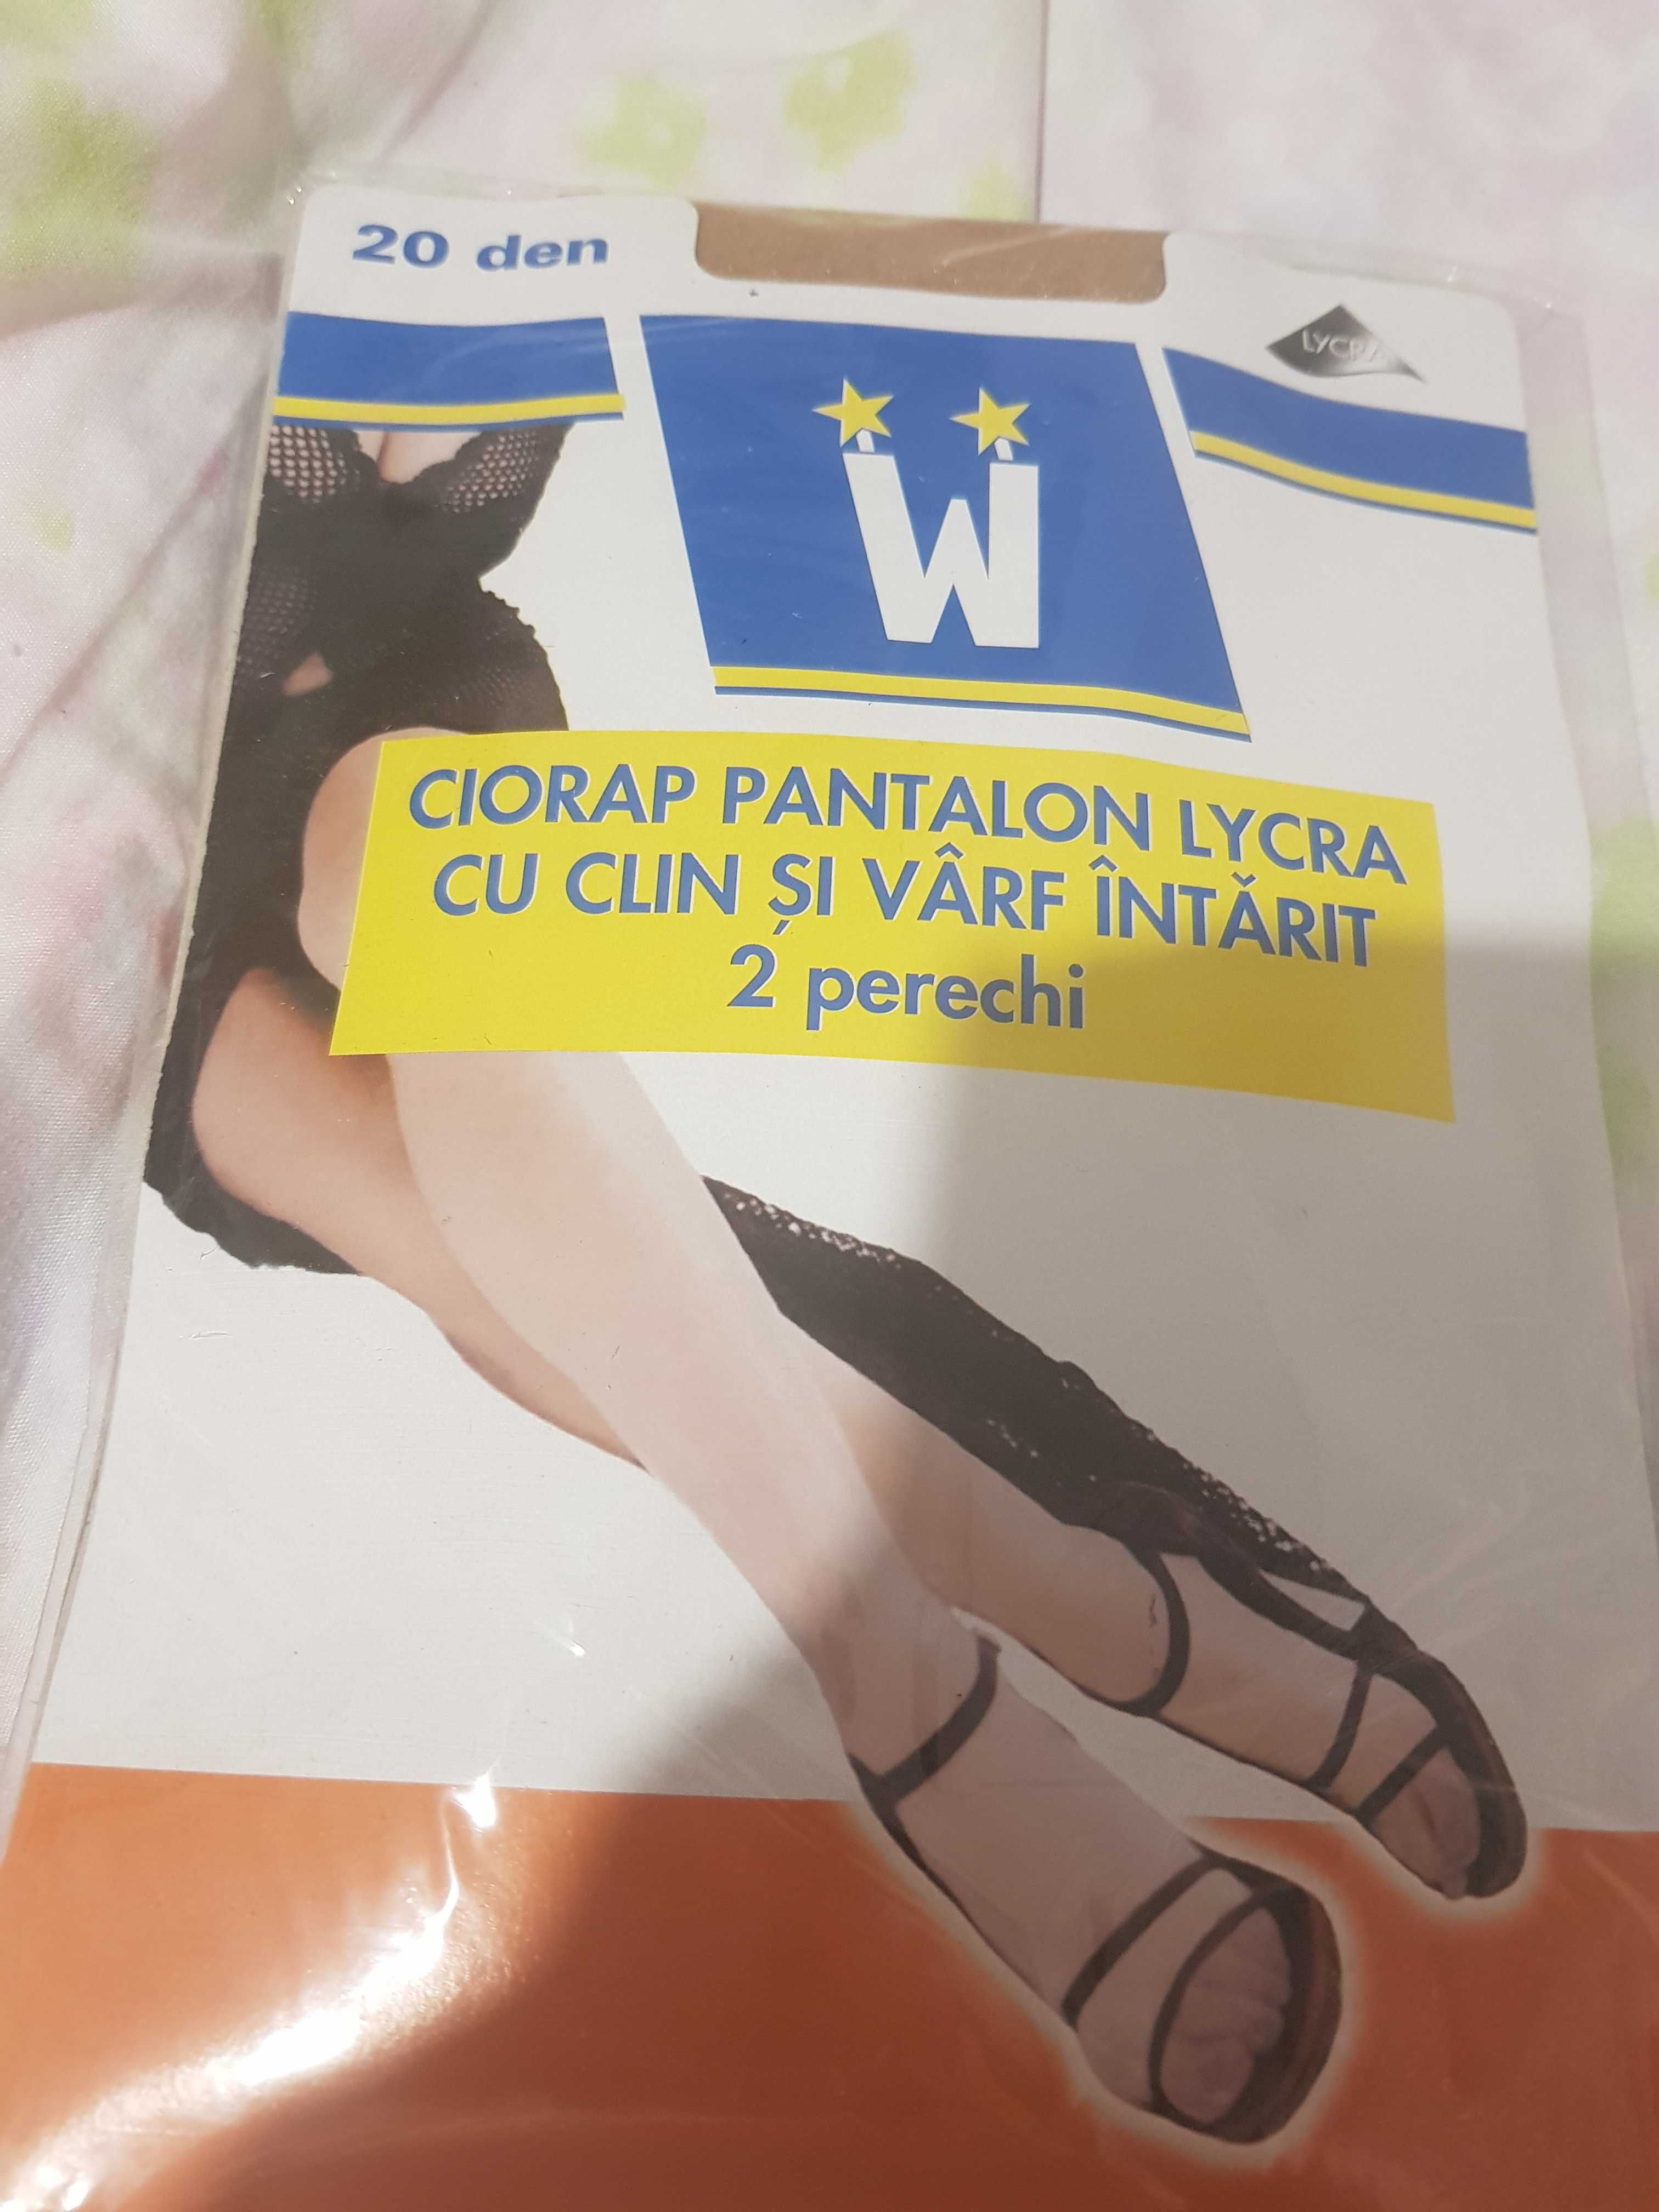 20 den
LYCRA
W
CIORAP PANTALON LYCRA
CU CLIN ȘI VÂRF ÎNTĂRIT
2 perechi